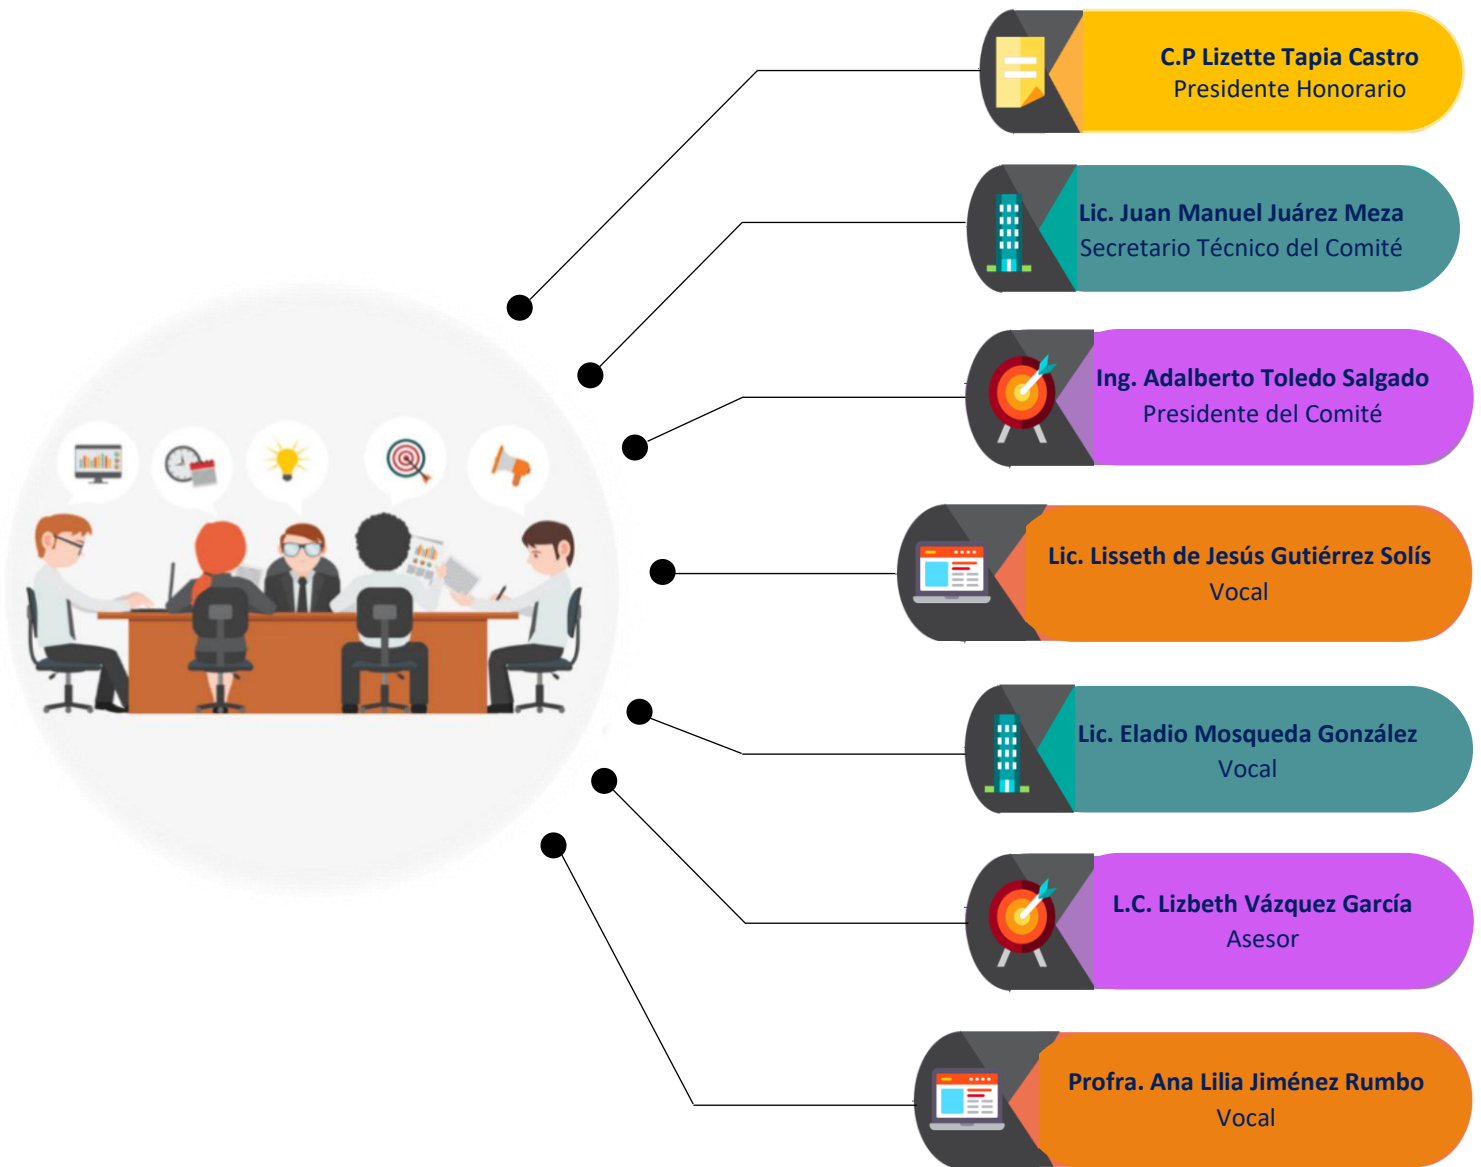 C.P Lizette Tapia Castro
Presidente Honorario
Lic. Juan Manuel Juárez Meza
Secretario Técnico del Comité
Ing. Adalberto Toledo Salgado
Presidente del Comité
Lic. Lisseth de Jesús Gutiérrez Solís
Vocal
Lic. Eladio Mosqueda González
Vocal
L.C. Lizbeth Vázquez García
Asesor
Profra. Ana Lilia Jiménez Rumbo
Vocal